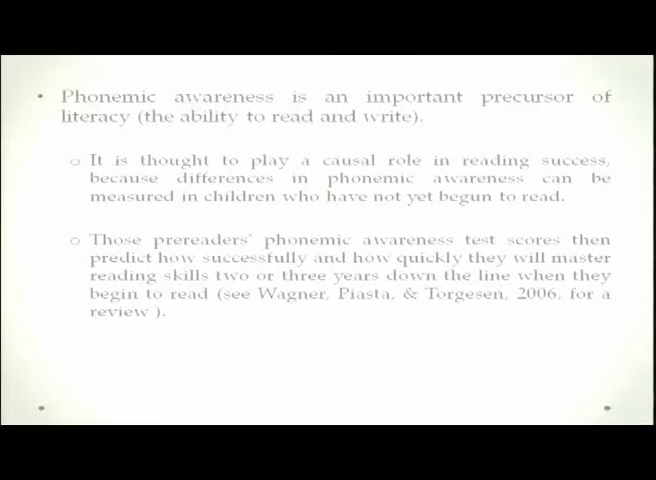 • Phonemic awareness is an important precursor of
literacy (the ability to read and write).
o It is thought to play a causal role in reading success,
because differences in phonemic awareness can be
measured in children who have not yet begun to read.
o Those prereaders' phonemic awareness test scores then
predict how successfully and how quickly they will master
reading skills two or three years down the line when they
begin to read (see Wagner, Piasta, & Torgesen, 2006, for a
review ).